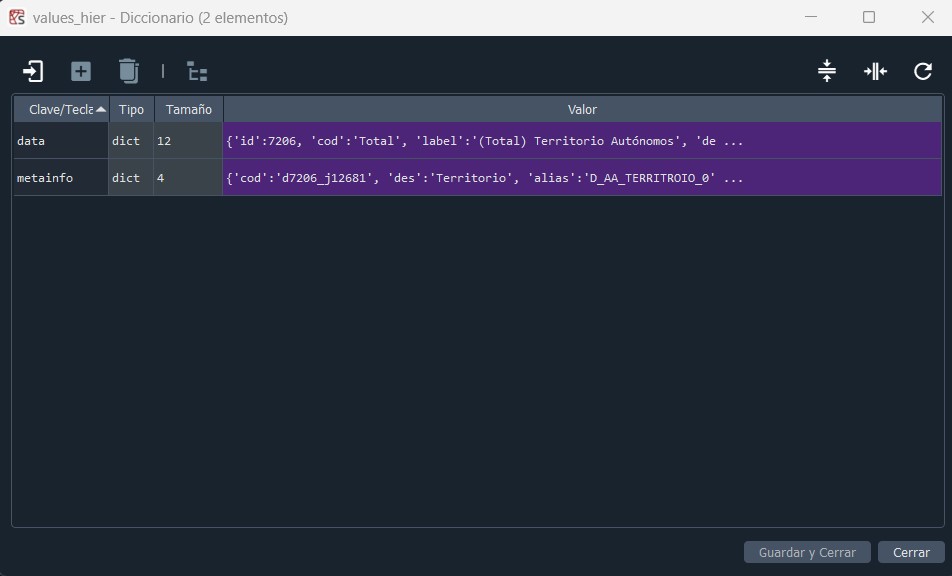 values_hier - Diccionario (2 elementos)
Clave/Tecla Tipo Tamaño Valor
data dict 12 {'id':7206, 'cod':'Total', 'label':'(Total) Territorio Autónomos', 'de ...
metainfo dict 4 {'cod':'d7206_j12681', 'des':'Territorio', 'alias':'D_AA_TERRITROIO_0' ...
Guardar y Cerrar Cerrar